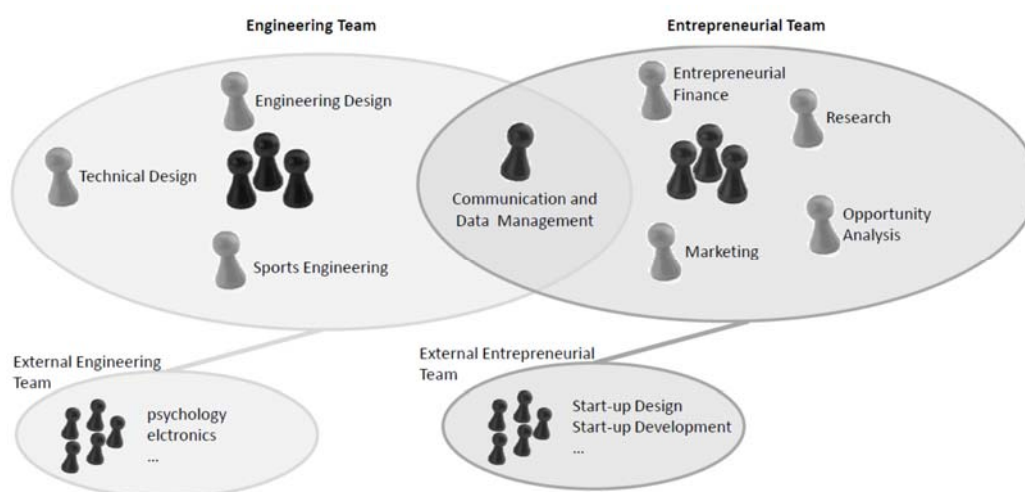 Engineering Team
Entrepreneurial Team
Engineering Design
Technical Design
Sports Engineering
Communication and
Data Management
Entrepreneurial
Finance
Research
Opportunity
Analysis
Marketing
External Engineering
Team
psychology
elctronics
...
External Entrepreneurial
Team
Start-up Design
Start-up Development
...